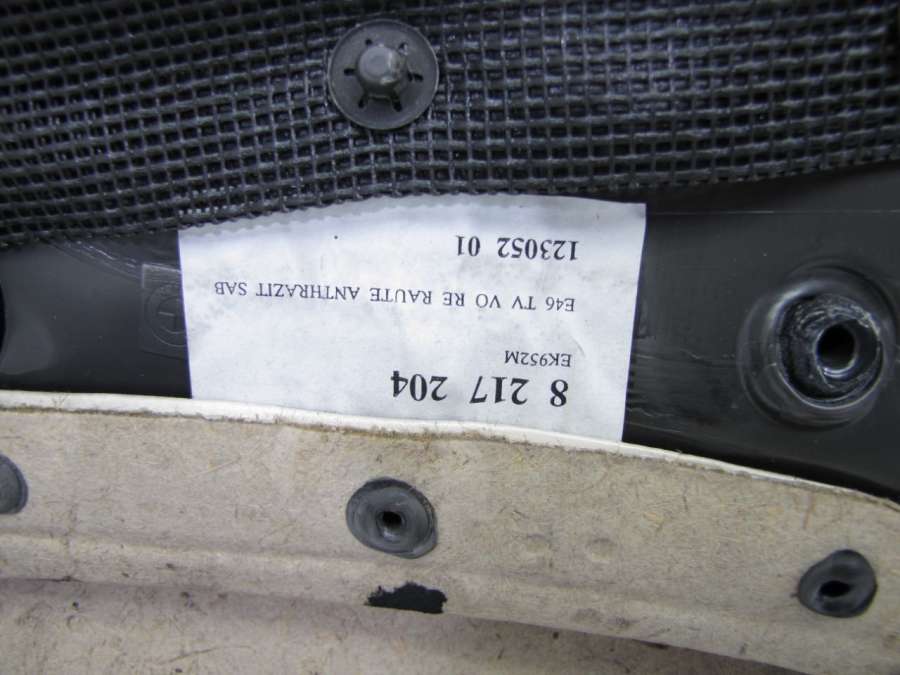 8 217 204
EK952M
E46 TV VO RE RAUTE ANTHRAZIT SAB
123052 01